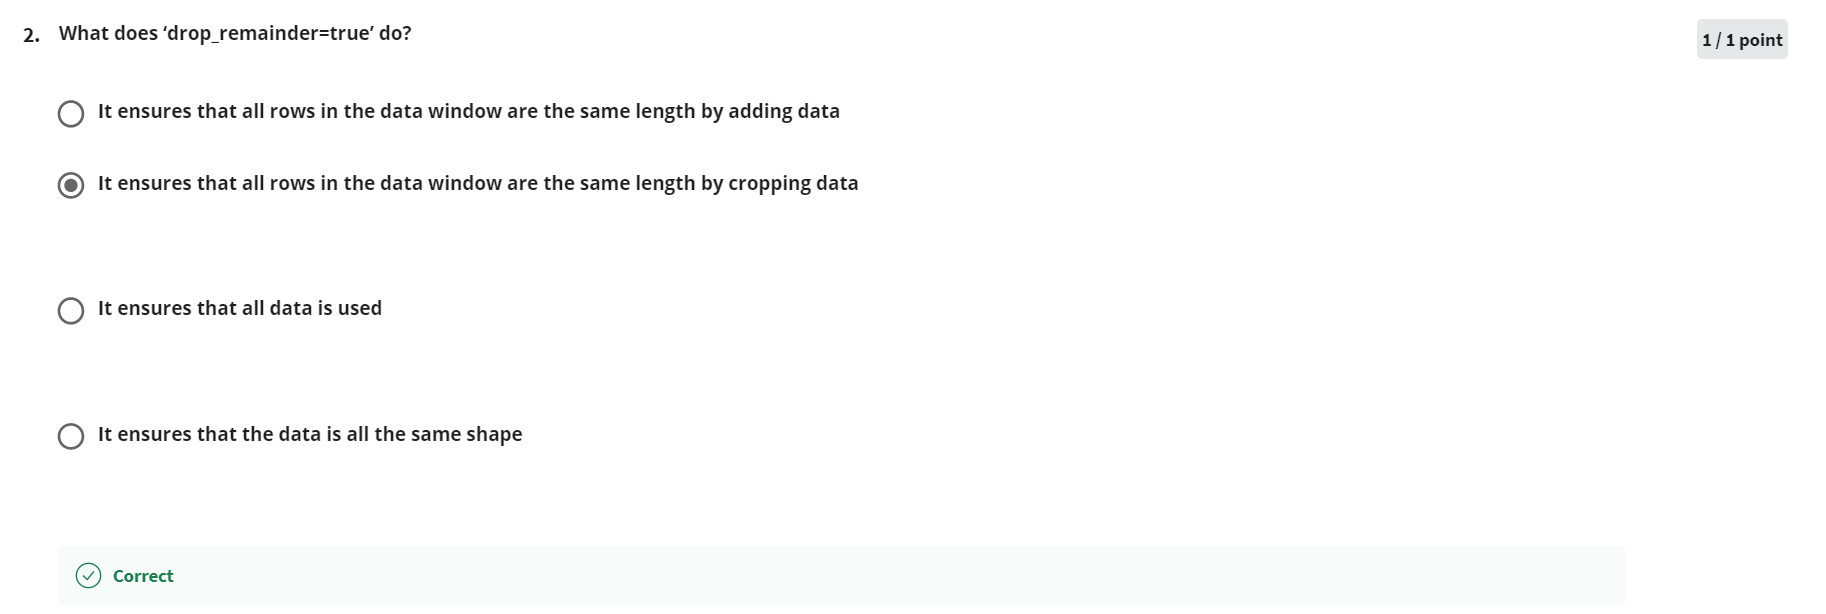 2. What does ‘drop_remainder=true’ do?
1 / 1 point
It ensures that all rows in the data window are the same length by adding data
It ensures that all rows in the data window are the same length by cropping data
It ensures that all data is used
It ensures that the data is all the same shape
Correct